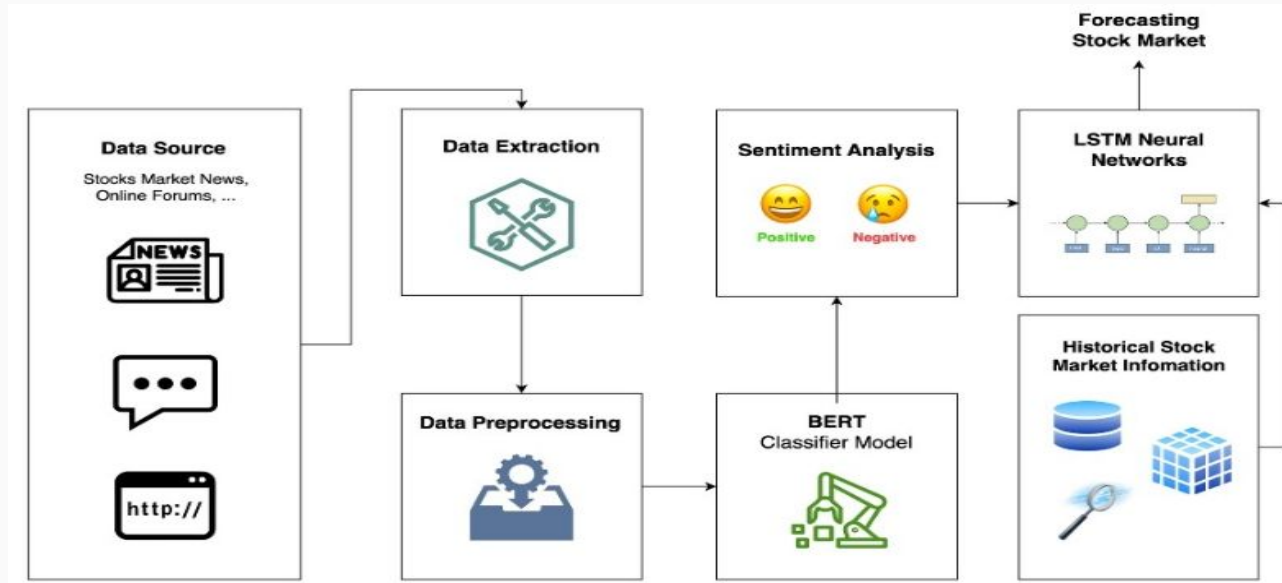 Data Source
Stocks Market News,
Online Forums, ...
NEWS
http://
Data Extraction
Data Preprocessing
BERT
Classifier Model
Sentiment Analysis
Positive
Negative
Forecasting
Stock Market
LSTM Neural
Networks
Historical Stock
Market Infomation